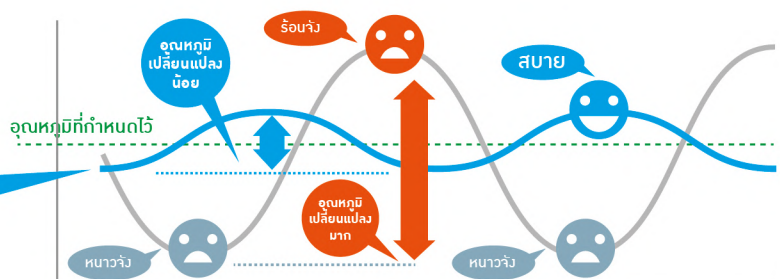 ร้อนจัง
อุณหภูมิ
เปลี่ยนแปลง
น้อย
สบาย
อุณหภูมิที่กำหนดไว้
อุณหภูมิ
เปลี่ยนแปลง
มาก
หนาวจัง
หนาวจัง